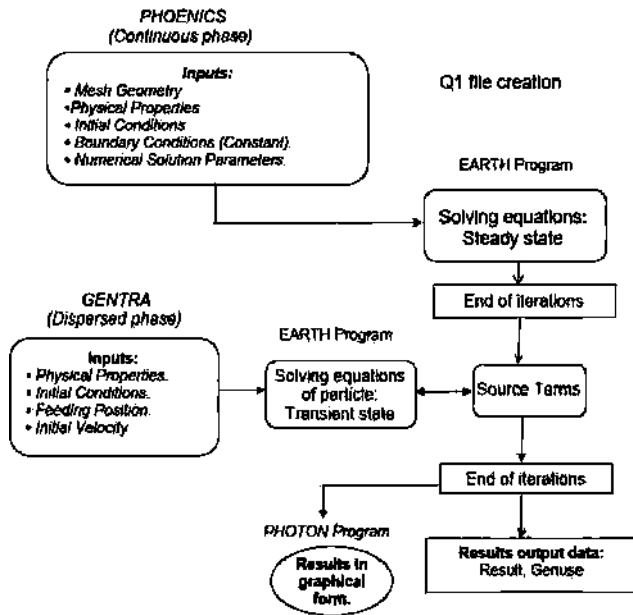 PHOENICS
(Continuous phase)
Inputs:
• Mesh Geometry
•Physical Properties
• Initial Conditions
• Boundary Conditions (Constant).
• Numerical Solution Parameters.
Q1 file creation
EARTH Program
Solving equations:
Steady state
End of iterations
GENTRA
(Dispersed phase)
Inputs:
• Physical Properties.
• Initial Conditions.
• Feeding Position.
• Initial Velocity
EARTH Program
Solving equations
of particle:
Transient state
Source Terms
End of iterations
PHOTON Program
Results in
graphical
form.
Results output data:
Result, Genuse